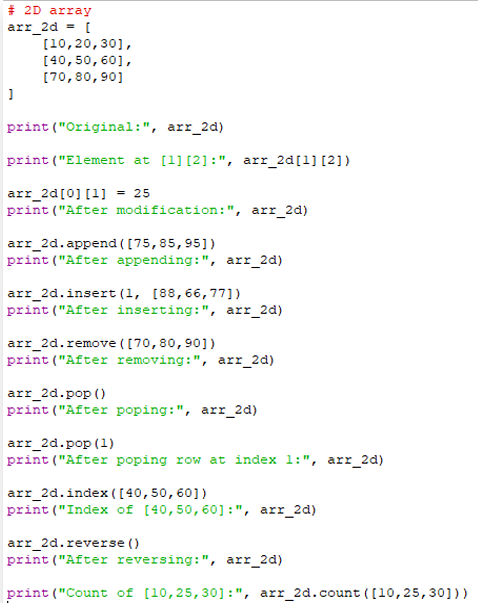 # 2D array
arr_2d = [
    [10,20,30],
    [40,50,60],
    [70,80,90]
]
print("Original:", arr_2d)
print("Element at [1][2]:", arr_2d[1][2])
arr_2d[0][1] = 25
print("After modification:", arr_2d)
arr_2d.append([75,85,95])
print("After appending:", arr_2d)
arr_2d.insert(1, [88,66,77])
print("After inserting:", arr_2d)
arr_2d.remove([70,80,90])
print("After removing:", arr_2d)
arr_2d.pop()
print("After poping:", arr_2d)
arr_2d.pop(1)
print("After poping row at index 1:", arr_2d)
arr_2d.index([40,50,60])
print("Index of [40,50,60]:", arr_2d)
arr_2d.reverse()
print("After reversing:", arr_2d)
print("Count of [10,25,30]:", arr_2d.count([10,25,30]))